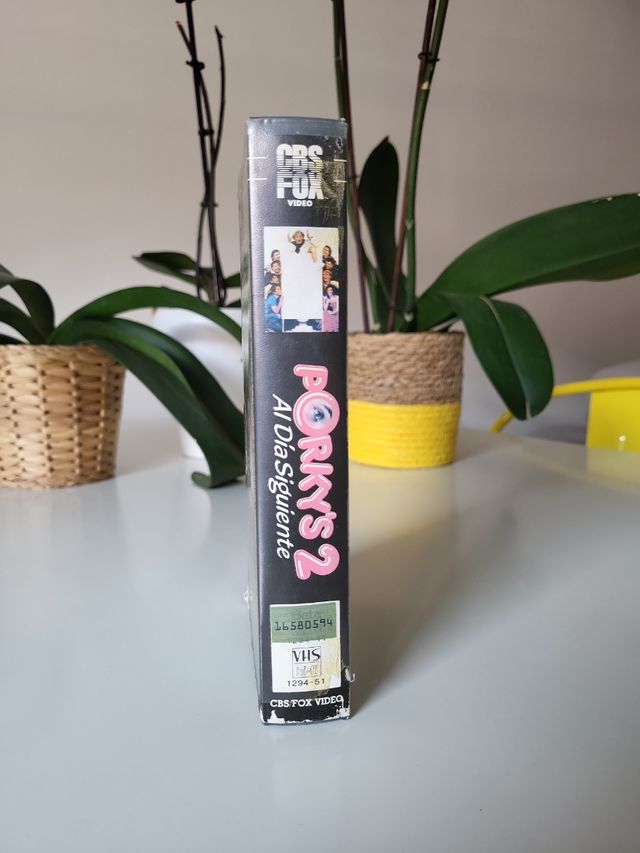 CBS
FOX
VIDEO
PORKY'S 2
Al Día Siguiente
16580594
VHS
1294-51
CBS/FOX VIDEO